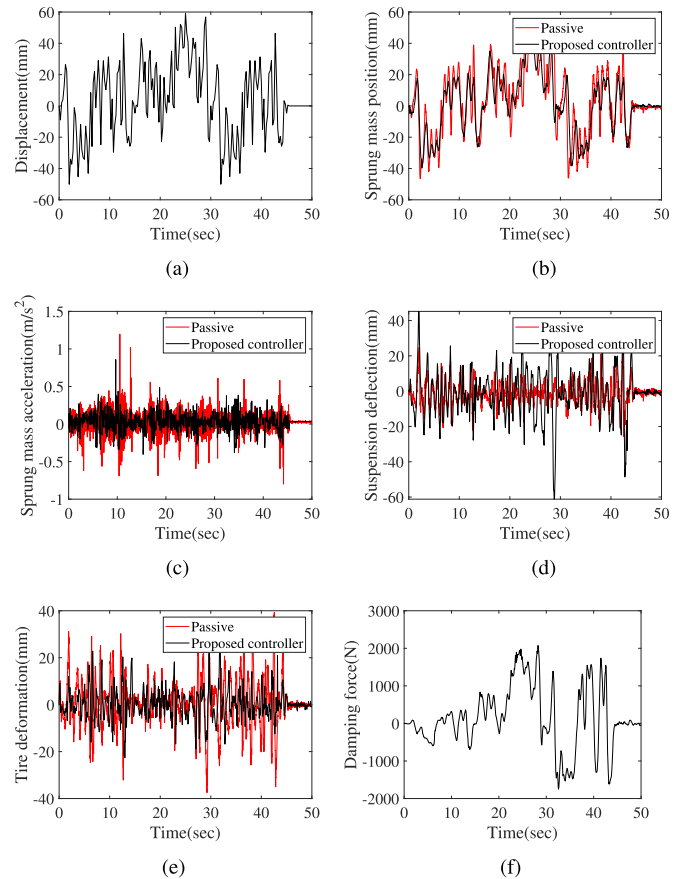 60
40
20
0
-20
-40
-60
0 10 20 30 40 50
Displacement(mm)
Time(sec)
(a)
60
40
20
0
-20
-40
-60
0 10 20 30 40 50
Sprung mass position(mm)
Time(sec)
Passive
Proposed controller
(b)
1.5
1
0.5
0
-0.5
-1
0 10 20 30 40 50
Sprung mass acceleration(m/s²)
Time(sec)
Passive
Proposed controller
(c)
40
20
0
-20
-40
-60
0 10 20 30 40 50
Suspension deflection(mm)
Time(sec)
Passive
Proposed controller
(d)
40
20
0
-20
-40
0 10 20 30 40 50
Tire deformation(mm)
Time(sec)
Passive
Proposed controller
(e)
3000
2000
1000
0
-1000
-2000
0 10 20 30 40 50
Damping force(N)
Time(sec)
(f)